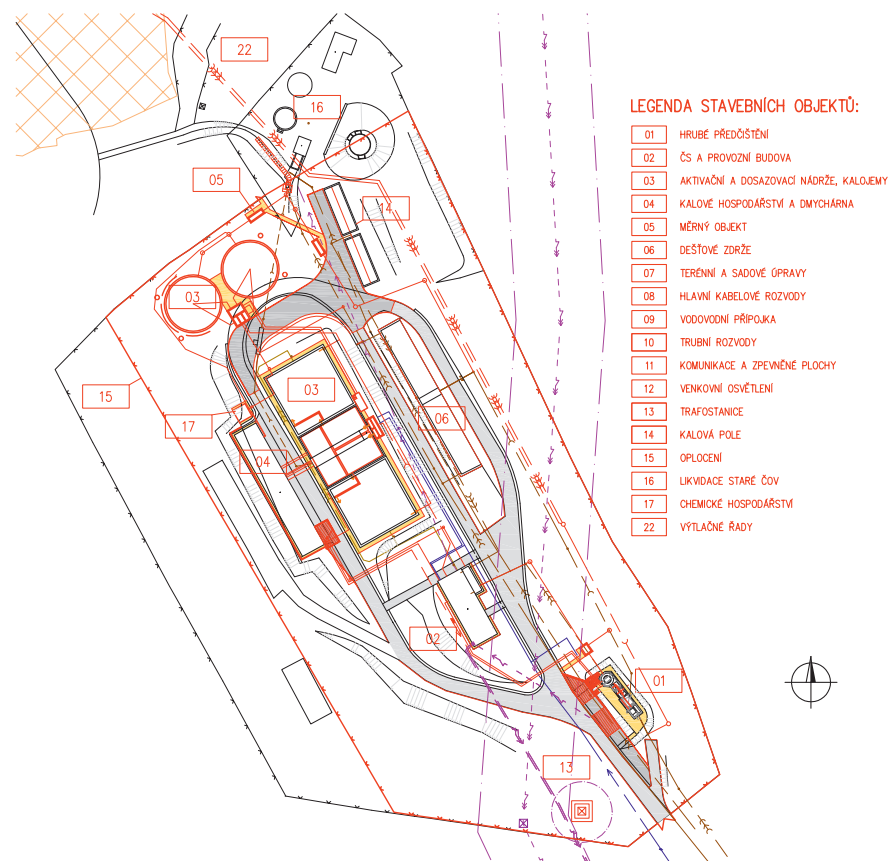 22
16
05
14
03
15
17
03
04
06
02
01
13
LEGENDA STAVEBNÍCH OBJEKTŮ:
01 HRUBÉ PŘEDČIŠTĚNÍ
02 ČS A PROVOZNÍ BUDOVA
03 AKTIVAČNÍ A DOSAZOVACÍ NÁDRŽE, KALOJEMY
04 KALOVÉ HOSPODÁŘSTVÍ A DMYCHÁRNA
05 MĚRNÝ OBJEKT
06 DEŠŤOVÉ ZDRŽE
07 TERÉNNÍ A SADOVÉ ÚPRAVY
08 HLAVNÍ KABELOVÉ ROZVODY
09 VODOVODNÍ PŘÍPOJKA
10 TRUBNÍ ROZVODY
11 KOMUNIKACE A ZPEVNĚNÉ PLOCHY
12 VENKOVNÍ OSVĚTLENÍ
13 TRAFOSTANICE
14 KALOVÁ POLE
15 OPLOCENÍ
16 LIKVIDACE STARÉ ČOV
17 CHEMICKÉ HOSPODÁŘSTVÍ
22 VÝTLAČNÉ ŘADY